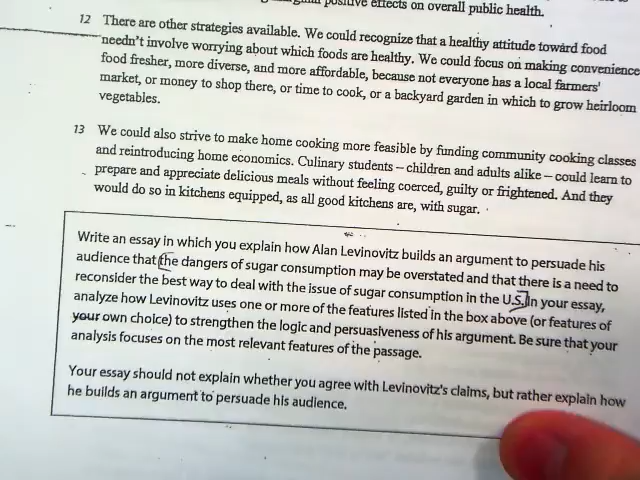 positive effects on overall public health.
12 There are other strategies available. We could recognize that a healthy attitude toward food
needn't involve worrying about which foods are healthy. We could focus on making convenience
food fresher, more diverse, and more affordable, because not everyone has a local farmers'
market, or money to shop there, or time to cook, or a backyard garden in which to grow heirloom
vegetables.
13 We could also strive to make home cooking more feasible by funding community cooking classes
and reintroducing home economics. Culinary students – children and adults alike – could learn to
prepare and appreciate delicious meals without feeling coerced, guilty or frightened. And they
would do so in kitchens equipped, as all good kitchens are, with sugar.
Write an essay in which you explain how Alan Levinovitz builds an argument to persuade his
audience that the dangers of sugar consumption may be overstated and that there is a need to
reconsider the best way to deal with the issue of sugar consumption in the U.S. In your essay,
analyze how Levinovitz uses one or more of the features listed in the box above (or features of
your own choice) to strengthen the logic and persuasiveness of his argument. Be sure that your
analysis focuses on the most relevant features of the passage.
Your essay should not explain whether you agree with Levinovitz's claims, but rather explain how
he builds an argument to persuade his audience.